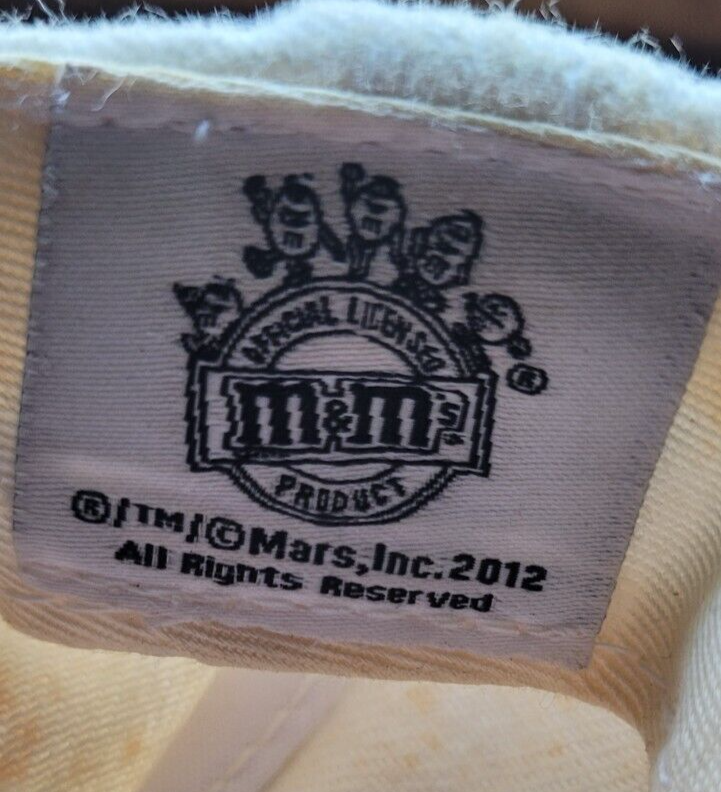 OFFICIAL LICENSED
®
m&m's
®
PRODUCT
®/TM/©Mars,Inc.2012
All Rights Reserved